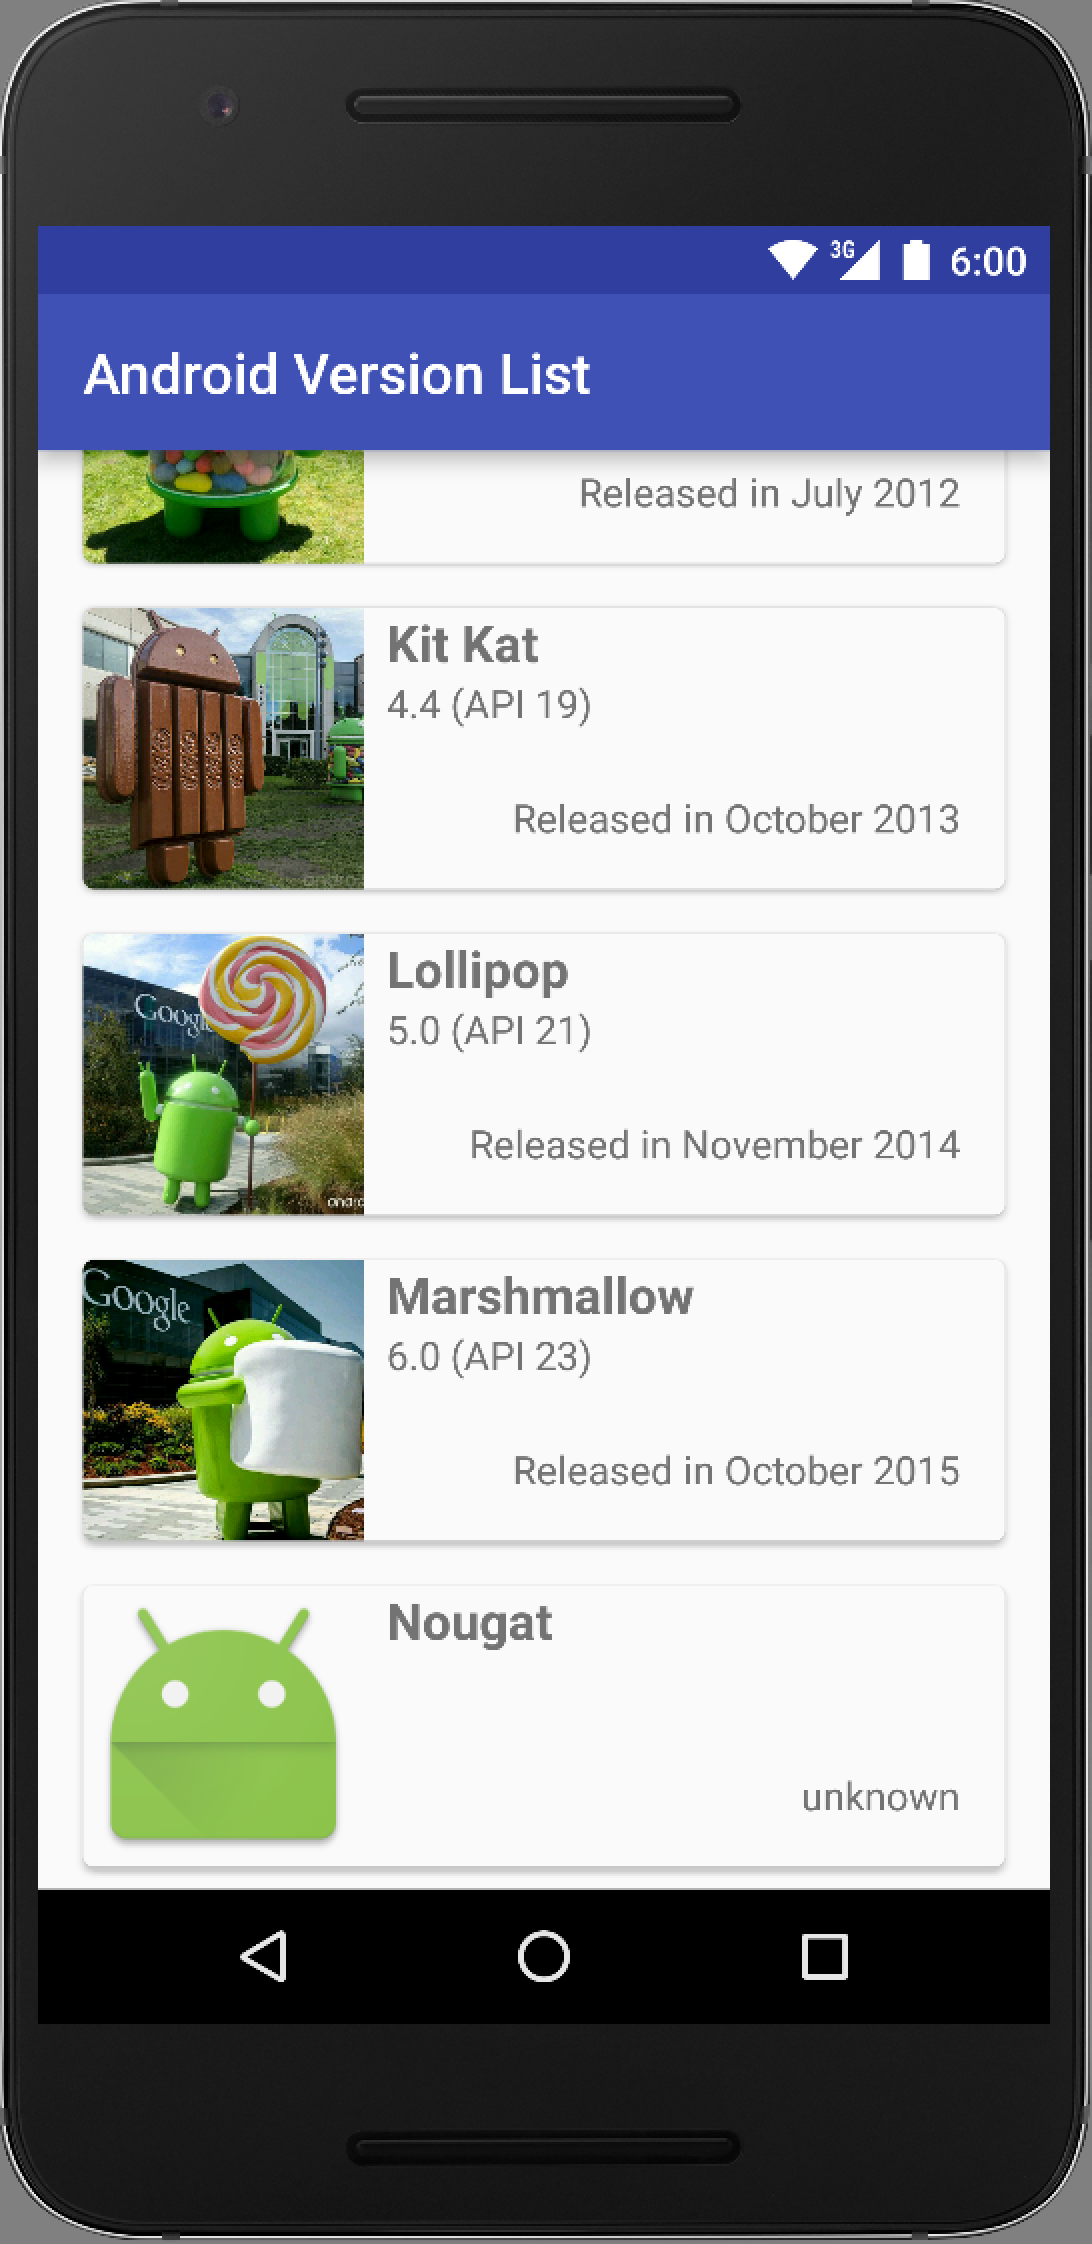 3G 6:00
Android Version List
Released in July 2012
Kit Kat
4.4 (API 19)
Released in October 2013
Google
Lollipop
5.0 (API 21)
Released in November 2014
Google
Marshmallow
6.0 (API 23)
Released in October 2015
Nougat
unknown